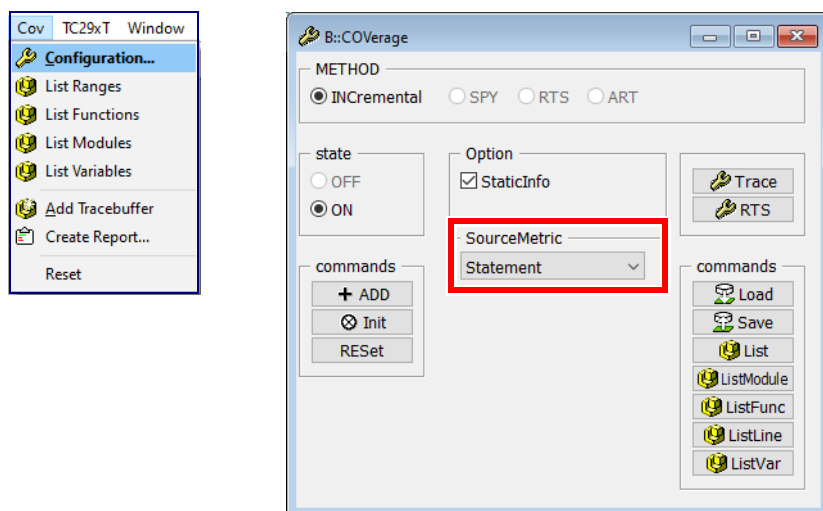 Cov TC29xT Window
Configuration...
List Ranges
List Functions
List Modules
List Variables
Add Tracebuffer
Create Report...
Reset
B::COVerage
METHOD
INCremental SPY RTS ART
state
OFF
ON
Option
StaticInfo
Trace
RTS
SourceMetric
Statement
commands
ADD
Init
RESet
commands
Load
Save
List
ListModule
ListFunc
ListLine
ListVar